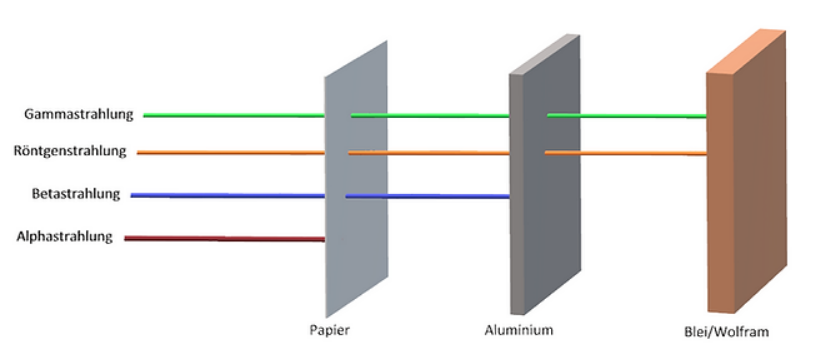 Gammastrahlung
Röntgenstrahlung
Betastrahlung
Alphastrahlung
Papier
Aluminium
Blei/Wolfram